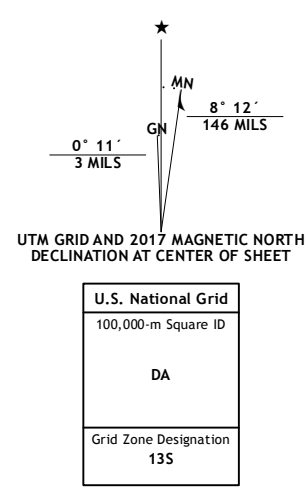 ★
MN
8° 12´
146 MILS
GN
0° 11´
3 MILS
UTM GRID AND 2017 MAGNETIC NORTH
DECLINATION AT CENTER OF SHEET
U.S. National Grid
100,000-m Square ID
DA
Grid Zone Designation
13S